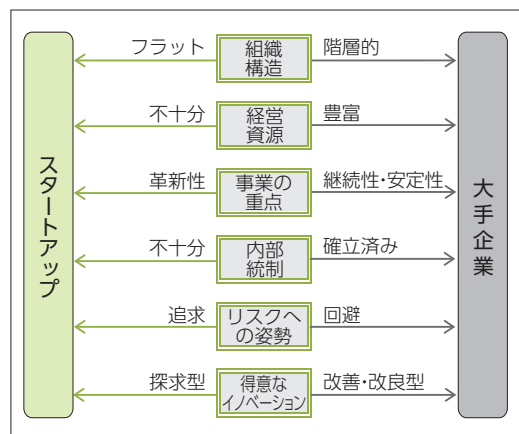 スタートアップ
フラット
組織
構造
階層的
不十分
経営
資源
豊富
革新性
事業の
重点
継続性・安定性
不十分
内部
統制
確立済み
追求
リスクへ
の姿勢
回避
探求型
得意な
イノベーション
改善・改良型
大手企業